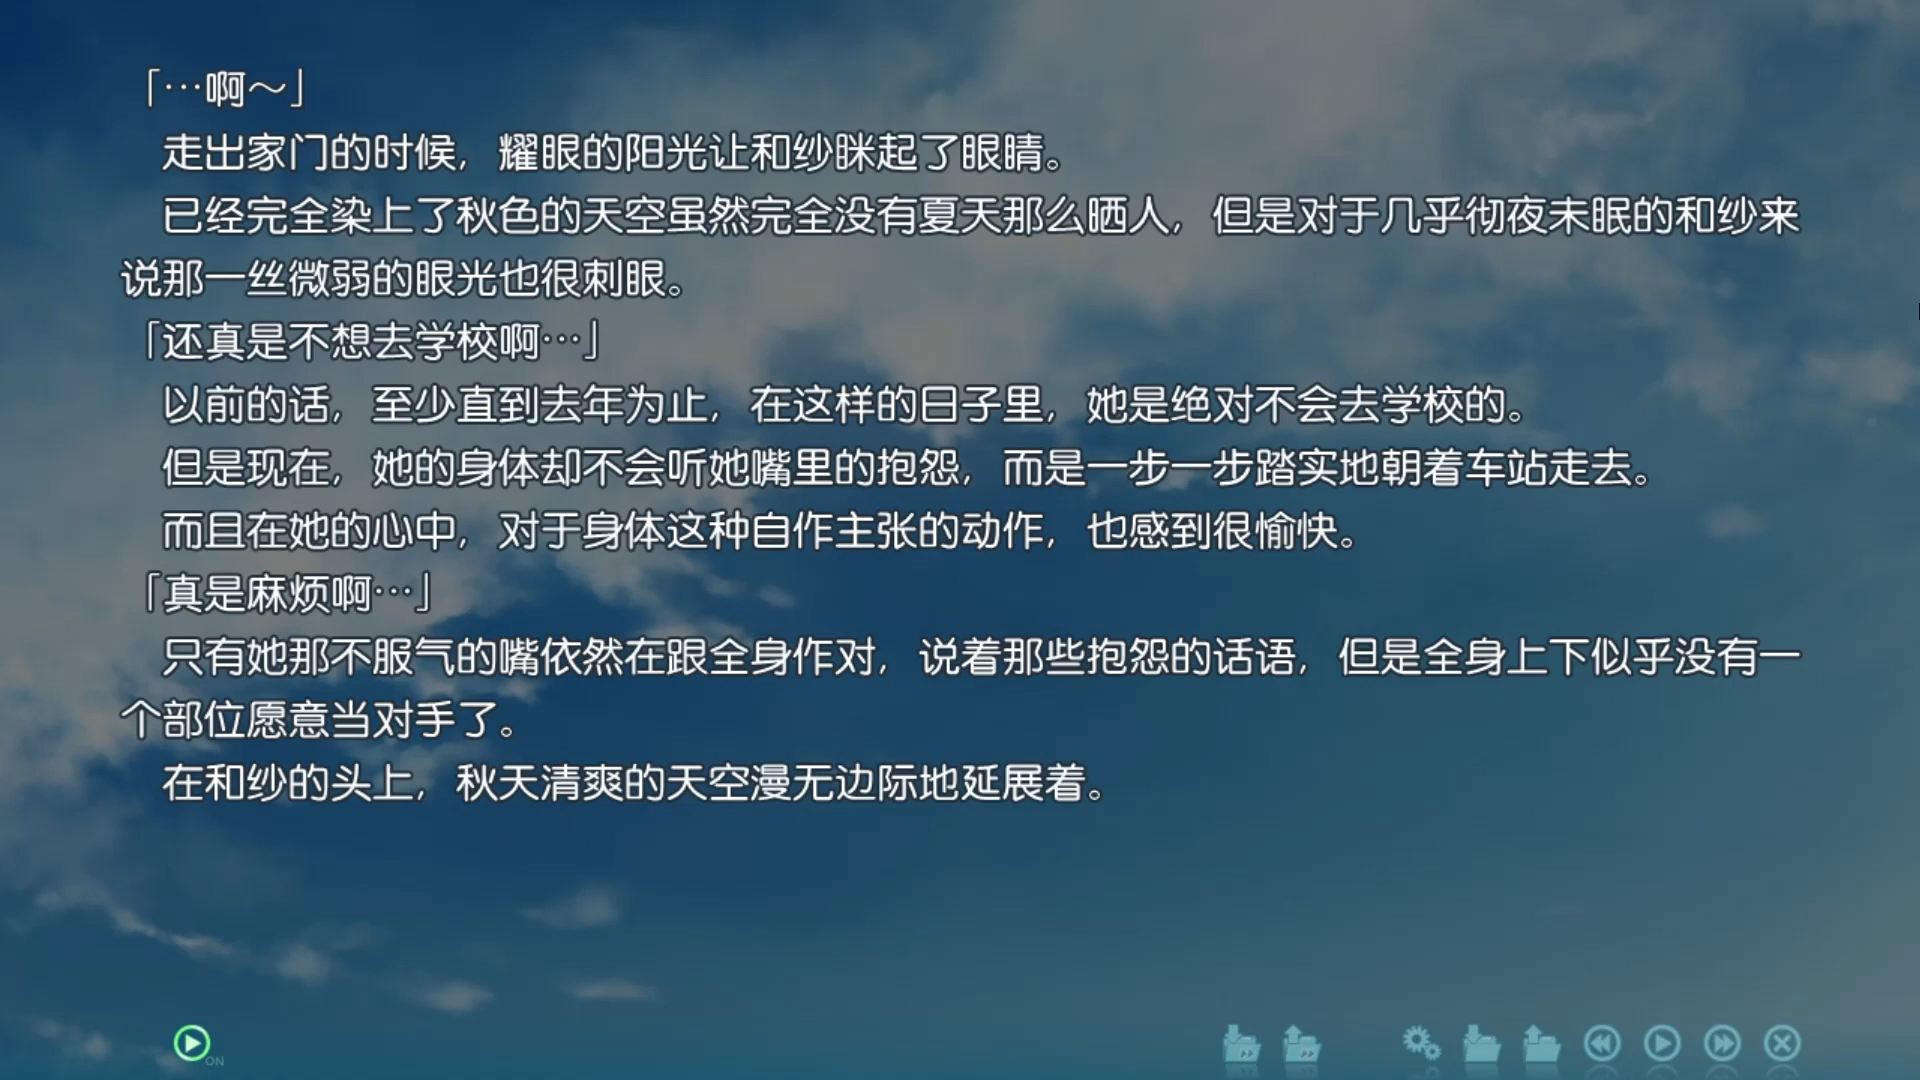 「…啊～」
走出家门的时候，耀眼的阳光让和纱眯起了眼睛。
已经完全染上了秋色的天空虽然完全没有夏天那么晒人，但是对于几乎彻夜未眠的和纱来
说那一丝微弱的眼光也很刺眼。
「还真是不想去学校啊…」
以前的话，至少直到去年为止，在这样的日子里，她是绝对不会去学校的。
但是现在，她的身体却不会听她嘴里的抱怨，而是一步一步踏实地朝着车站走去。
而且在她的心中，对于身体这种自作主张的动作，也感到很愉快。
「真是麻烦啊…」
只有她那不服气的嘴依然在跟全身作对，说着那些抱怨的话语，但是全身上下似乎没有一
个部位愿意当对手了。
在和纱的头上，秋天清爽的天空漫无边际地延展着。
ON